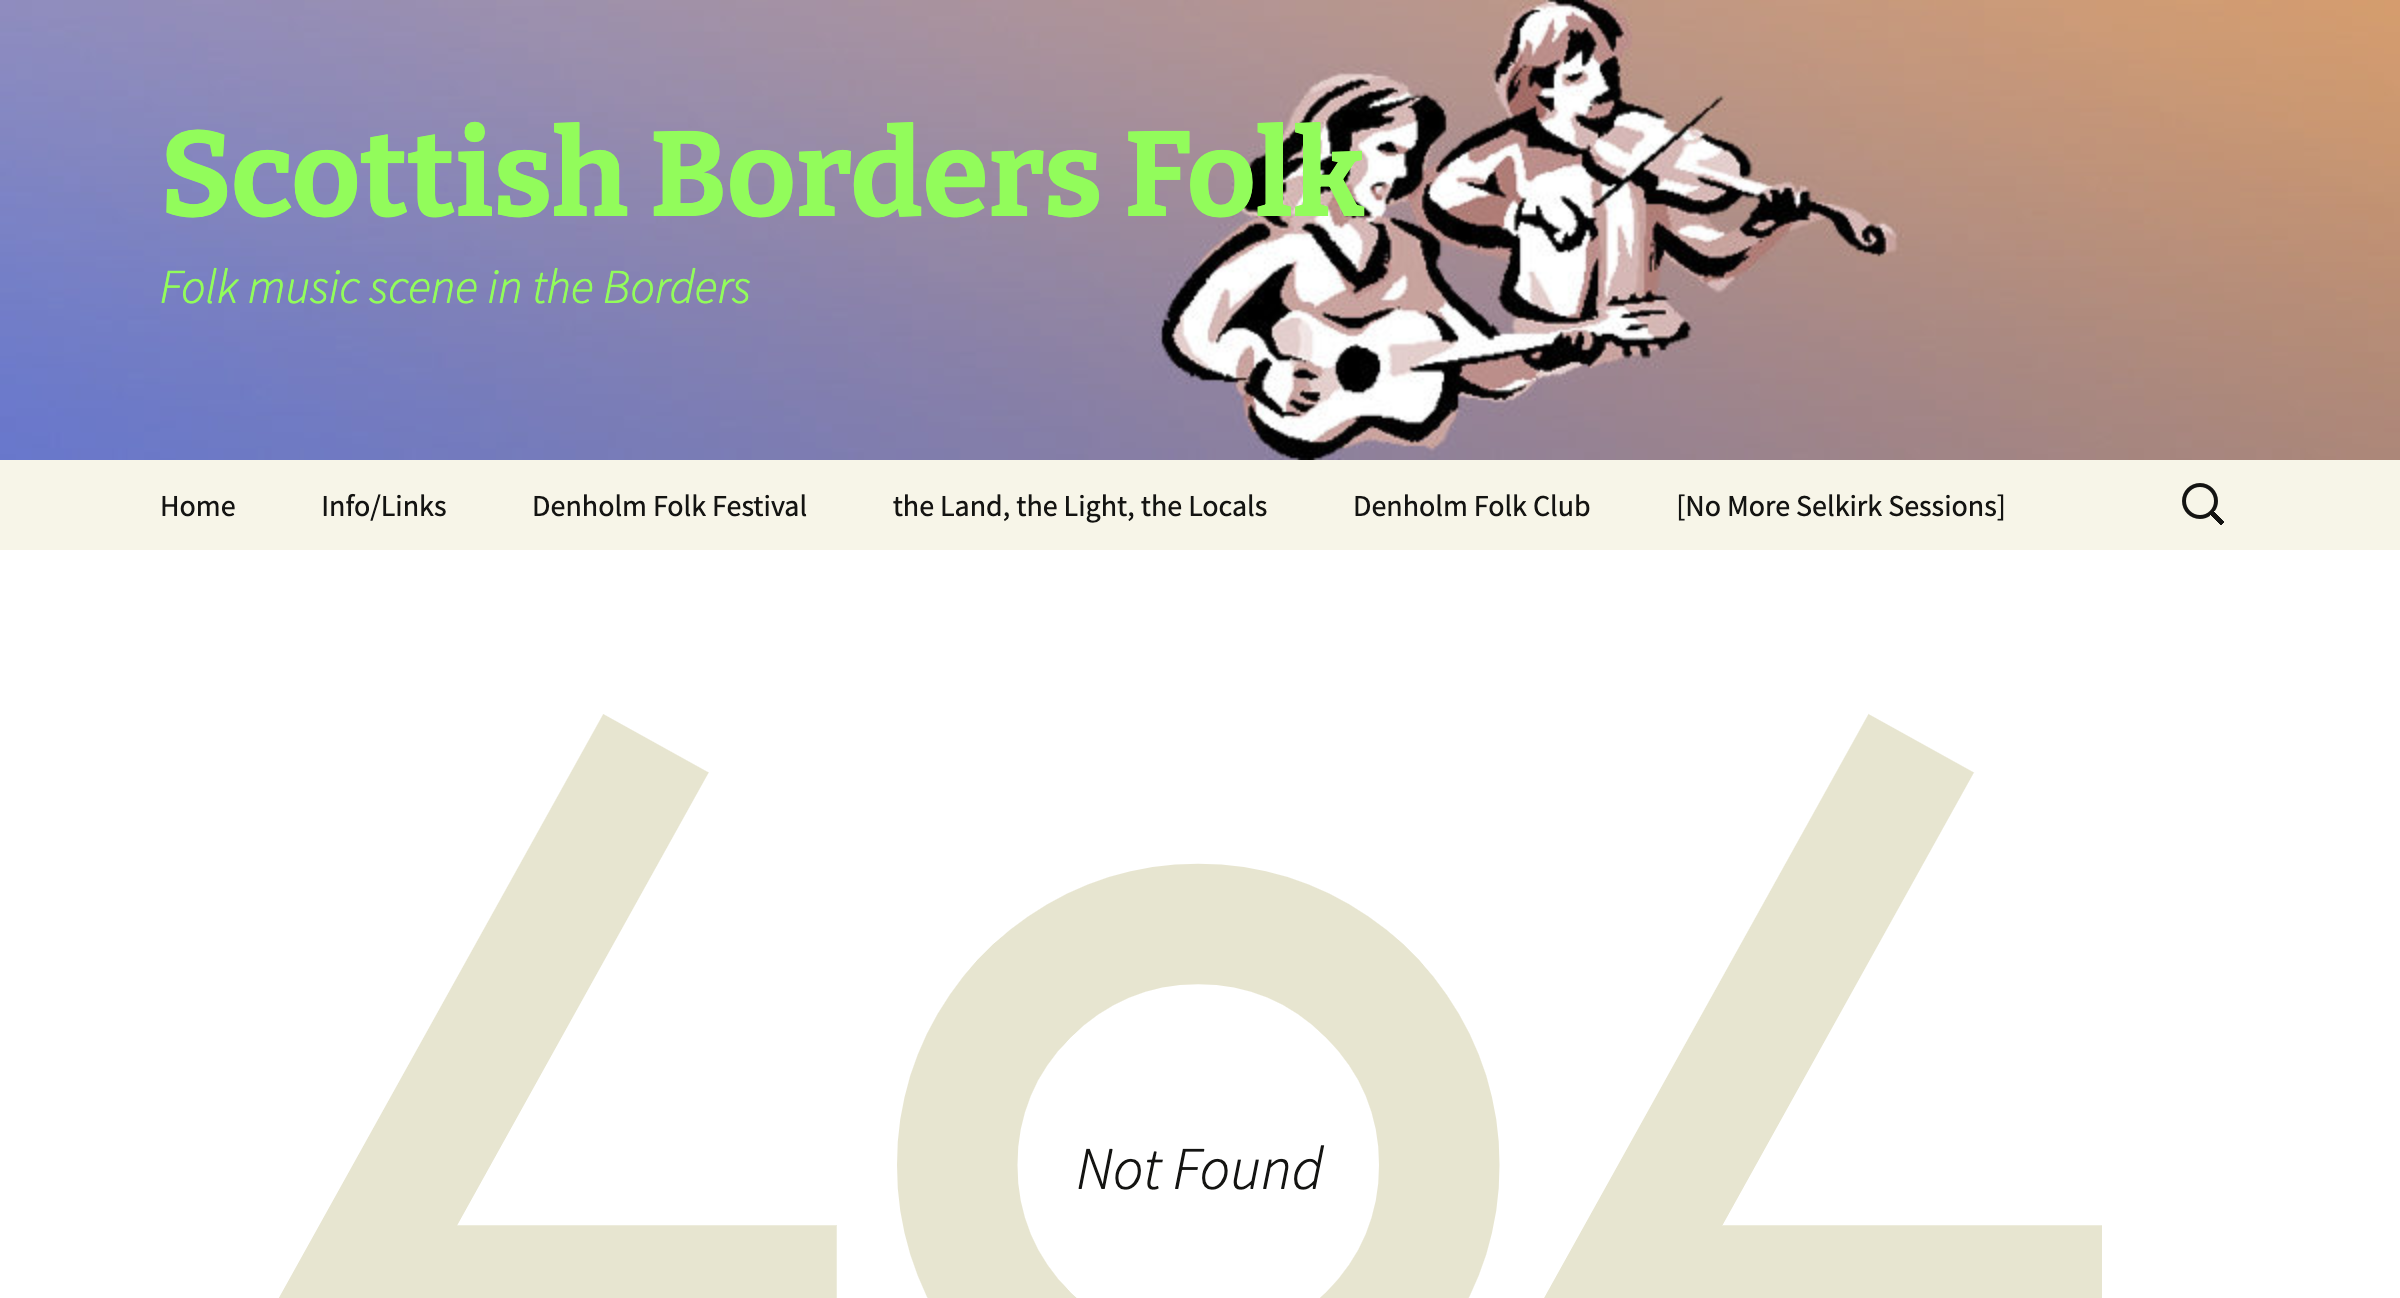 Scottish Borders Folk
Folk music scene in the Borders
Home Info/Links Denholm Folk Festival the Land, the Light, the Locals Denholm Folk Club [No More Selkirk Sessions]
404
Not Found